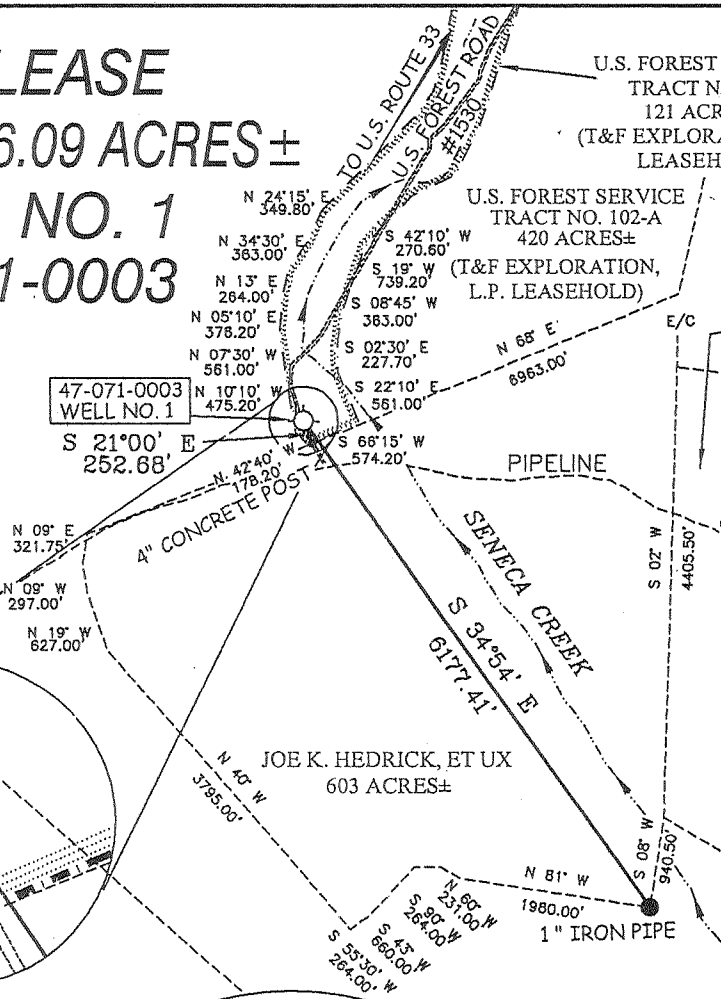 LEASE
6.09 ACRES±
NO. 1
1-0003
TO U.S. ROUTE 33
U.S. FOREST ROAD
#1530
U.S. FOREST
TRACT N
121 ACR
(T&F EXPLORA
LEASEH
U.S. FOREST SERVICE
TRACT NO. 102-A
420 ACRES±
(T&F EXPLORATION,
L.P. LEASEHOLD)
N 24°15' E
349.80'
N 34°30' E
363.00'
N 13° E
264.00'
N 05°10' E
378.20'
N 07°30' W
561.00'
N 10°10' W
475.20'
S 42°10' W
270.60'
S 19° W
739.20'
S 08°45' W
363.00'
S 02°30' E
227.70'
S 22°10' E
561.00'
S 66°15' W
574.20'
N 68° E
6963.00'
E/C
47-071-0003
WELL NO. 1
S 21°00' E
252.68'
N 42°40' W
178.20'
4" CONCRETE POST
PIPELINE
N 09° E
321.75'
N 09° W
297.00'
N 19° W
627.00'
SENECA CREEK
S 02° W
4405.50'
S 34°54' E
6177.41'
JOE K. HEDRICK, ET UX
603 ACRES±
N 40° W
3795.00'
S 08° W
940.50'
N 81° W
1980.00'
1" IRON PIPE
N 60° W
231.00'
S 90° W
264.00'
S 43° W
660.00'
S 55°30' W
264.00'